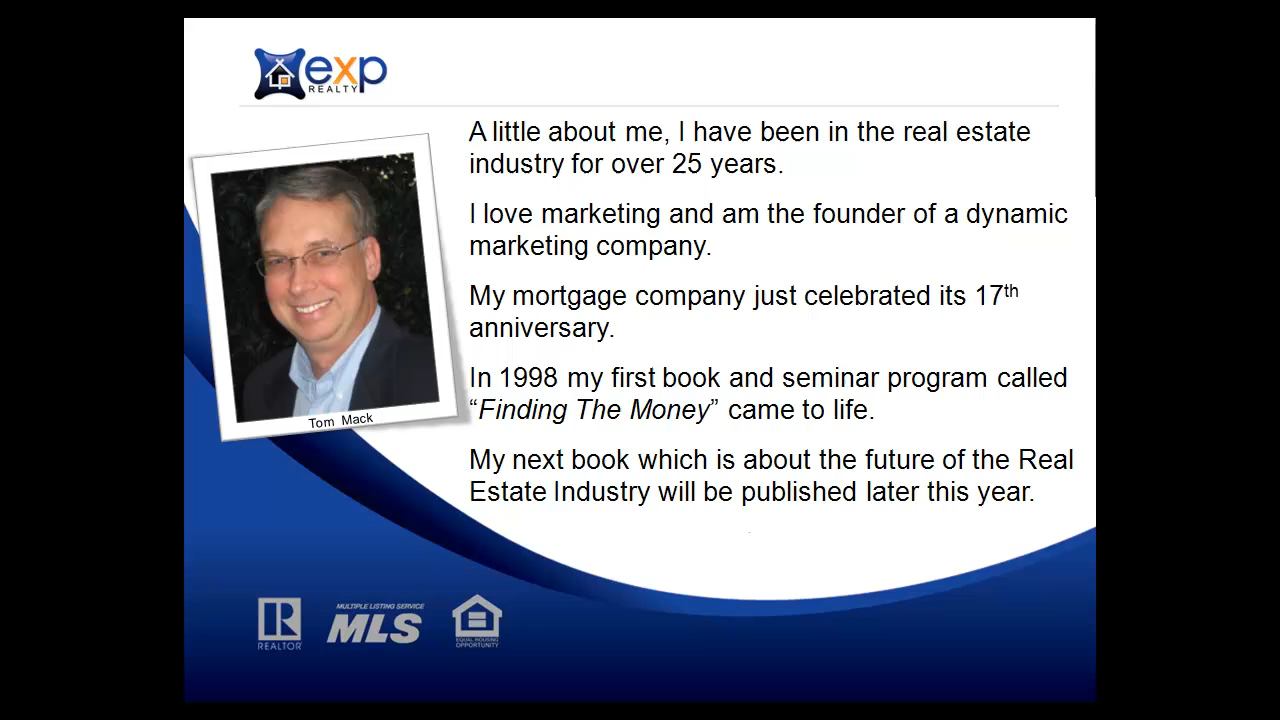 exp
REALTY
A little about me, I have been in the real estate
industry for over 25 years.
I love marketing and am the founder of a dynamic
marketing company.
My mortgage company just celebrated its 17th
anniversary.
In 1998 my first book and seminar program called
“Finding The Money” came to life.
My next book which is about the future of the Real
Estate Industry will be published later this year.
Tom Mack
REALTOR
MULTIPLE LISTING SERVICE
MLS
EQUAL HOUSING
OPPORTUNITY